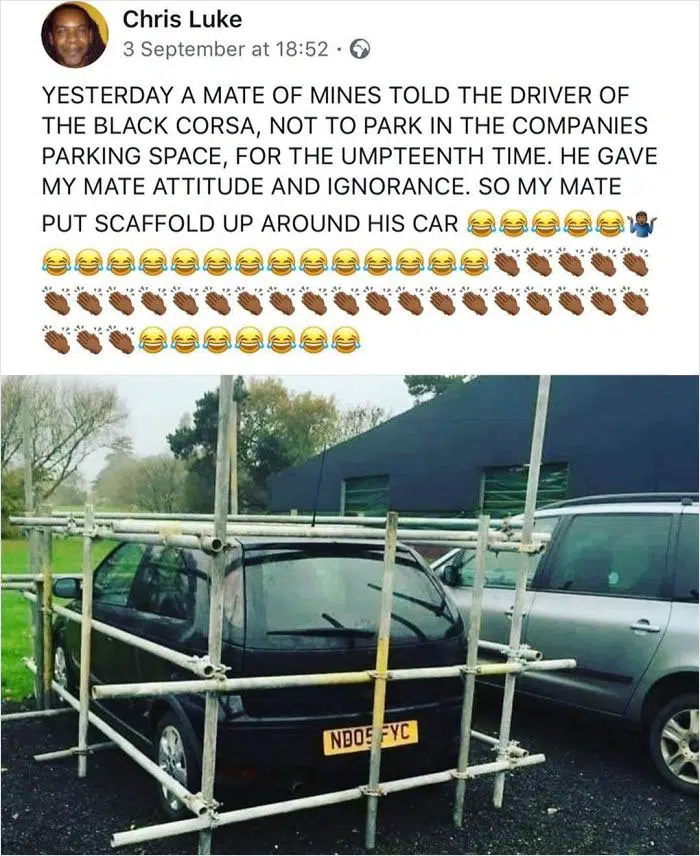 Chris Luke
3 September at 18:52 ·
YESTERDAY A MATE OF MINES TOLD THE DRIVER OF
THE BLACK CORSA, NOT TO PARK IN THE COMPANIES
PARKING SPACE, FOR THE UMPTEENTH TIME. HE GAVE
MY MATE ATTITUDE AND IGNORANCE. SO MY MATE
PUT SCAFFOLD UP AROUND HIS CAR
ND05 FYC